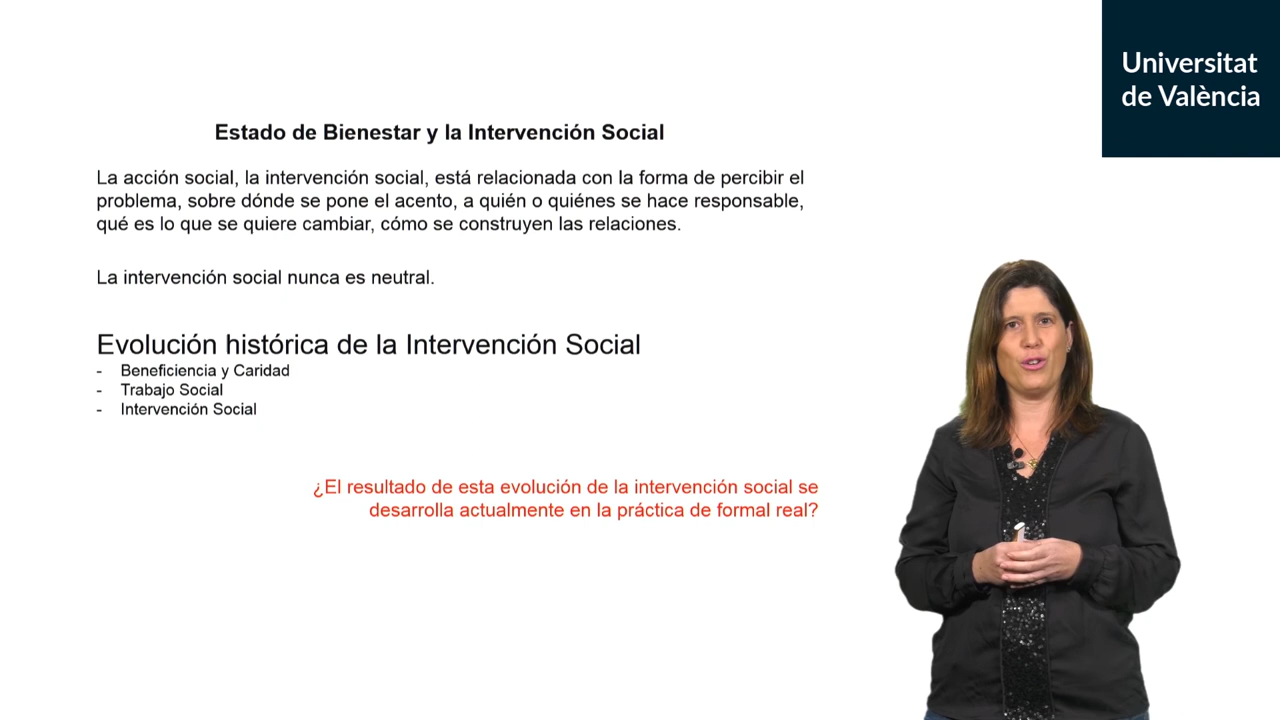 Universitat
de València
Estado de Bienestar y la Intervención Social
La acción social, la intervención social, está relacionada con la forma de percibir el
problema, sobre dónde se pone el acento, a quién o quiénes se hace responsable,
qué es lo que se quiere cambiar, cómo se construyen las relaciones.
La intervención social nunca es neutral.
Evolución histórica de la Intervención Social
- Beneficiencia y Caridad
- Trabajo Social
- Intervención Social
¿El resultado de esta evolución de la intervención social se
desarrolla actualmente en la práctica de formal real?